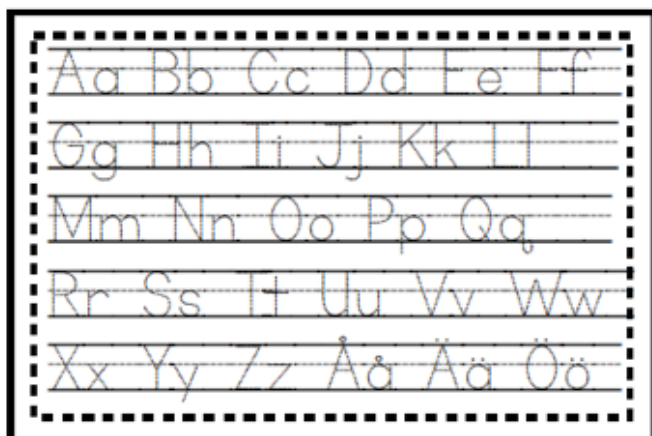 Aa Bb Cc Dd Ee Ff
Gg Hh Ii Jj Kk Ll
Mm Nn Oo Pp Qq
Rr Ss Tt Uu Vv Ww
Xx Yy Zz Åå Ää Öö